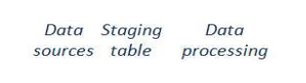 Data Staging Data
sources table processing